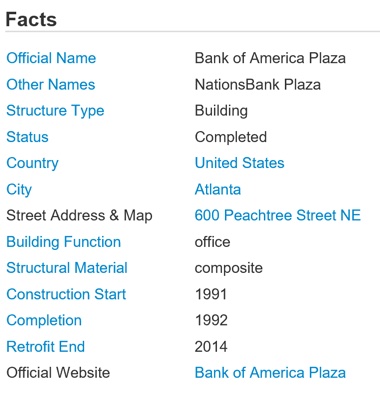 Facts
Official Name Bank of America Plaza
Other Names NationsBank Plaza
Structure Type Building
Status Completed
Country United States
City Atlanta
Street Address & Map 600 Peachtree Street NE
Building Function office
Structural Material composite
Construction Start 1991
Completion 1992
Retrofit End 2014
Official Website Bank of America Plaza